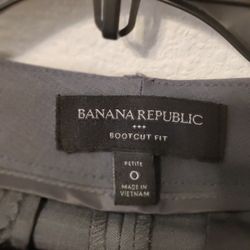 BANANA REPUBLIC
BOOTCUT FIT
PETITE
0
MADE IN
VIETNAM